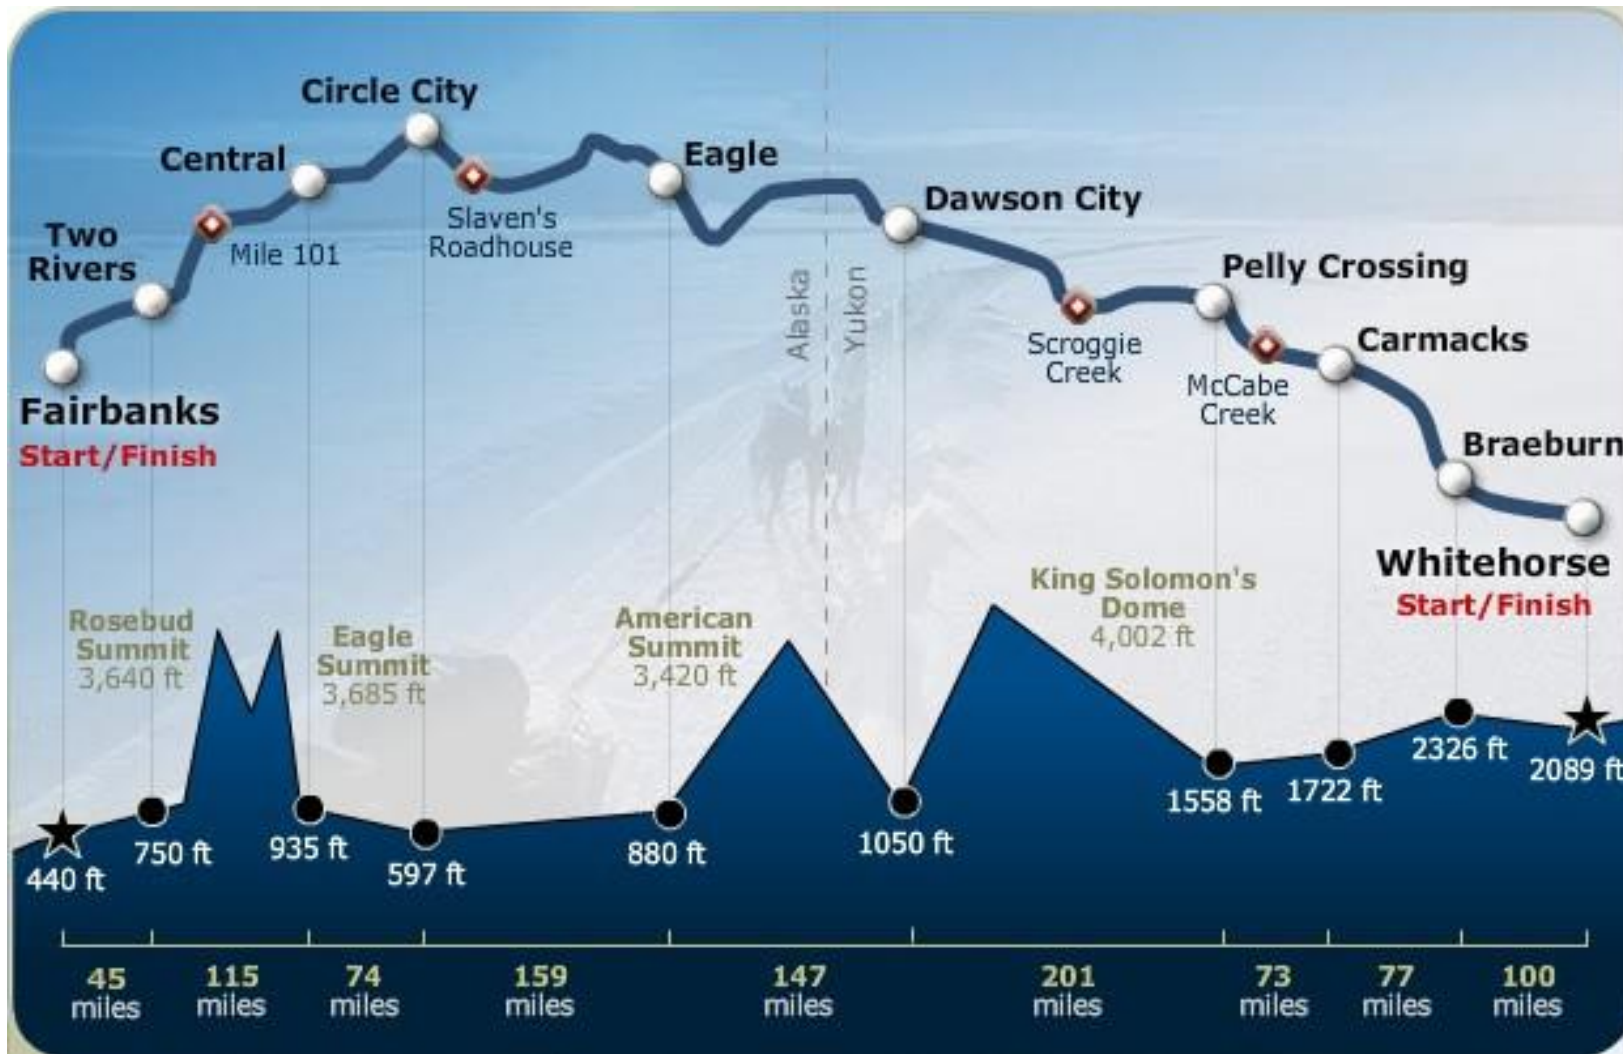 Circle City
Central
Eagle
Slaven's
Roadhouse
Two
Rivers
Mile 101
Dawson City
Alaska
Yukon
Pelly Crossing
Scroggie
Creek
McCabe
Creek
Carmacks
Fairbanks
Start/Finish
Braeburn
Whitehorse
Start/Finish
Rosebud
Summit
3,640 ft
Eagle
Summit
3,685 ft
American
Summit
3,420 ft
King Solomon's
Dome
4,002 ft
440 ft
750 ft
935 ft
597 ft
880 ft
1050 ft
1558 ft
1722 ft
2326 ft
2089 ft
45
miles
115
miles
74
miles
159
miles
147
miles
201
miles
73
miles
77
miles
100
miles